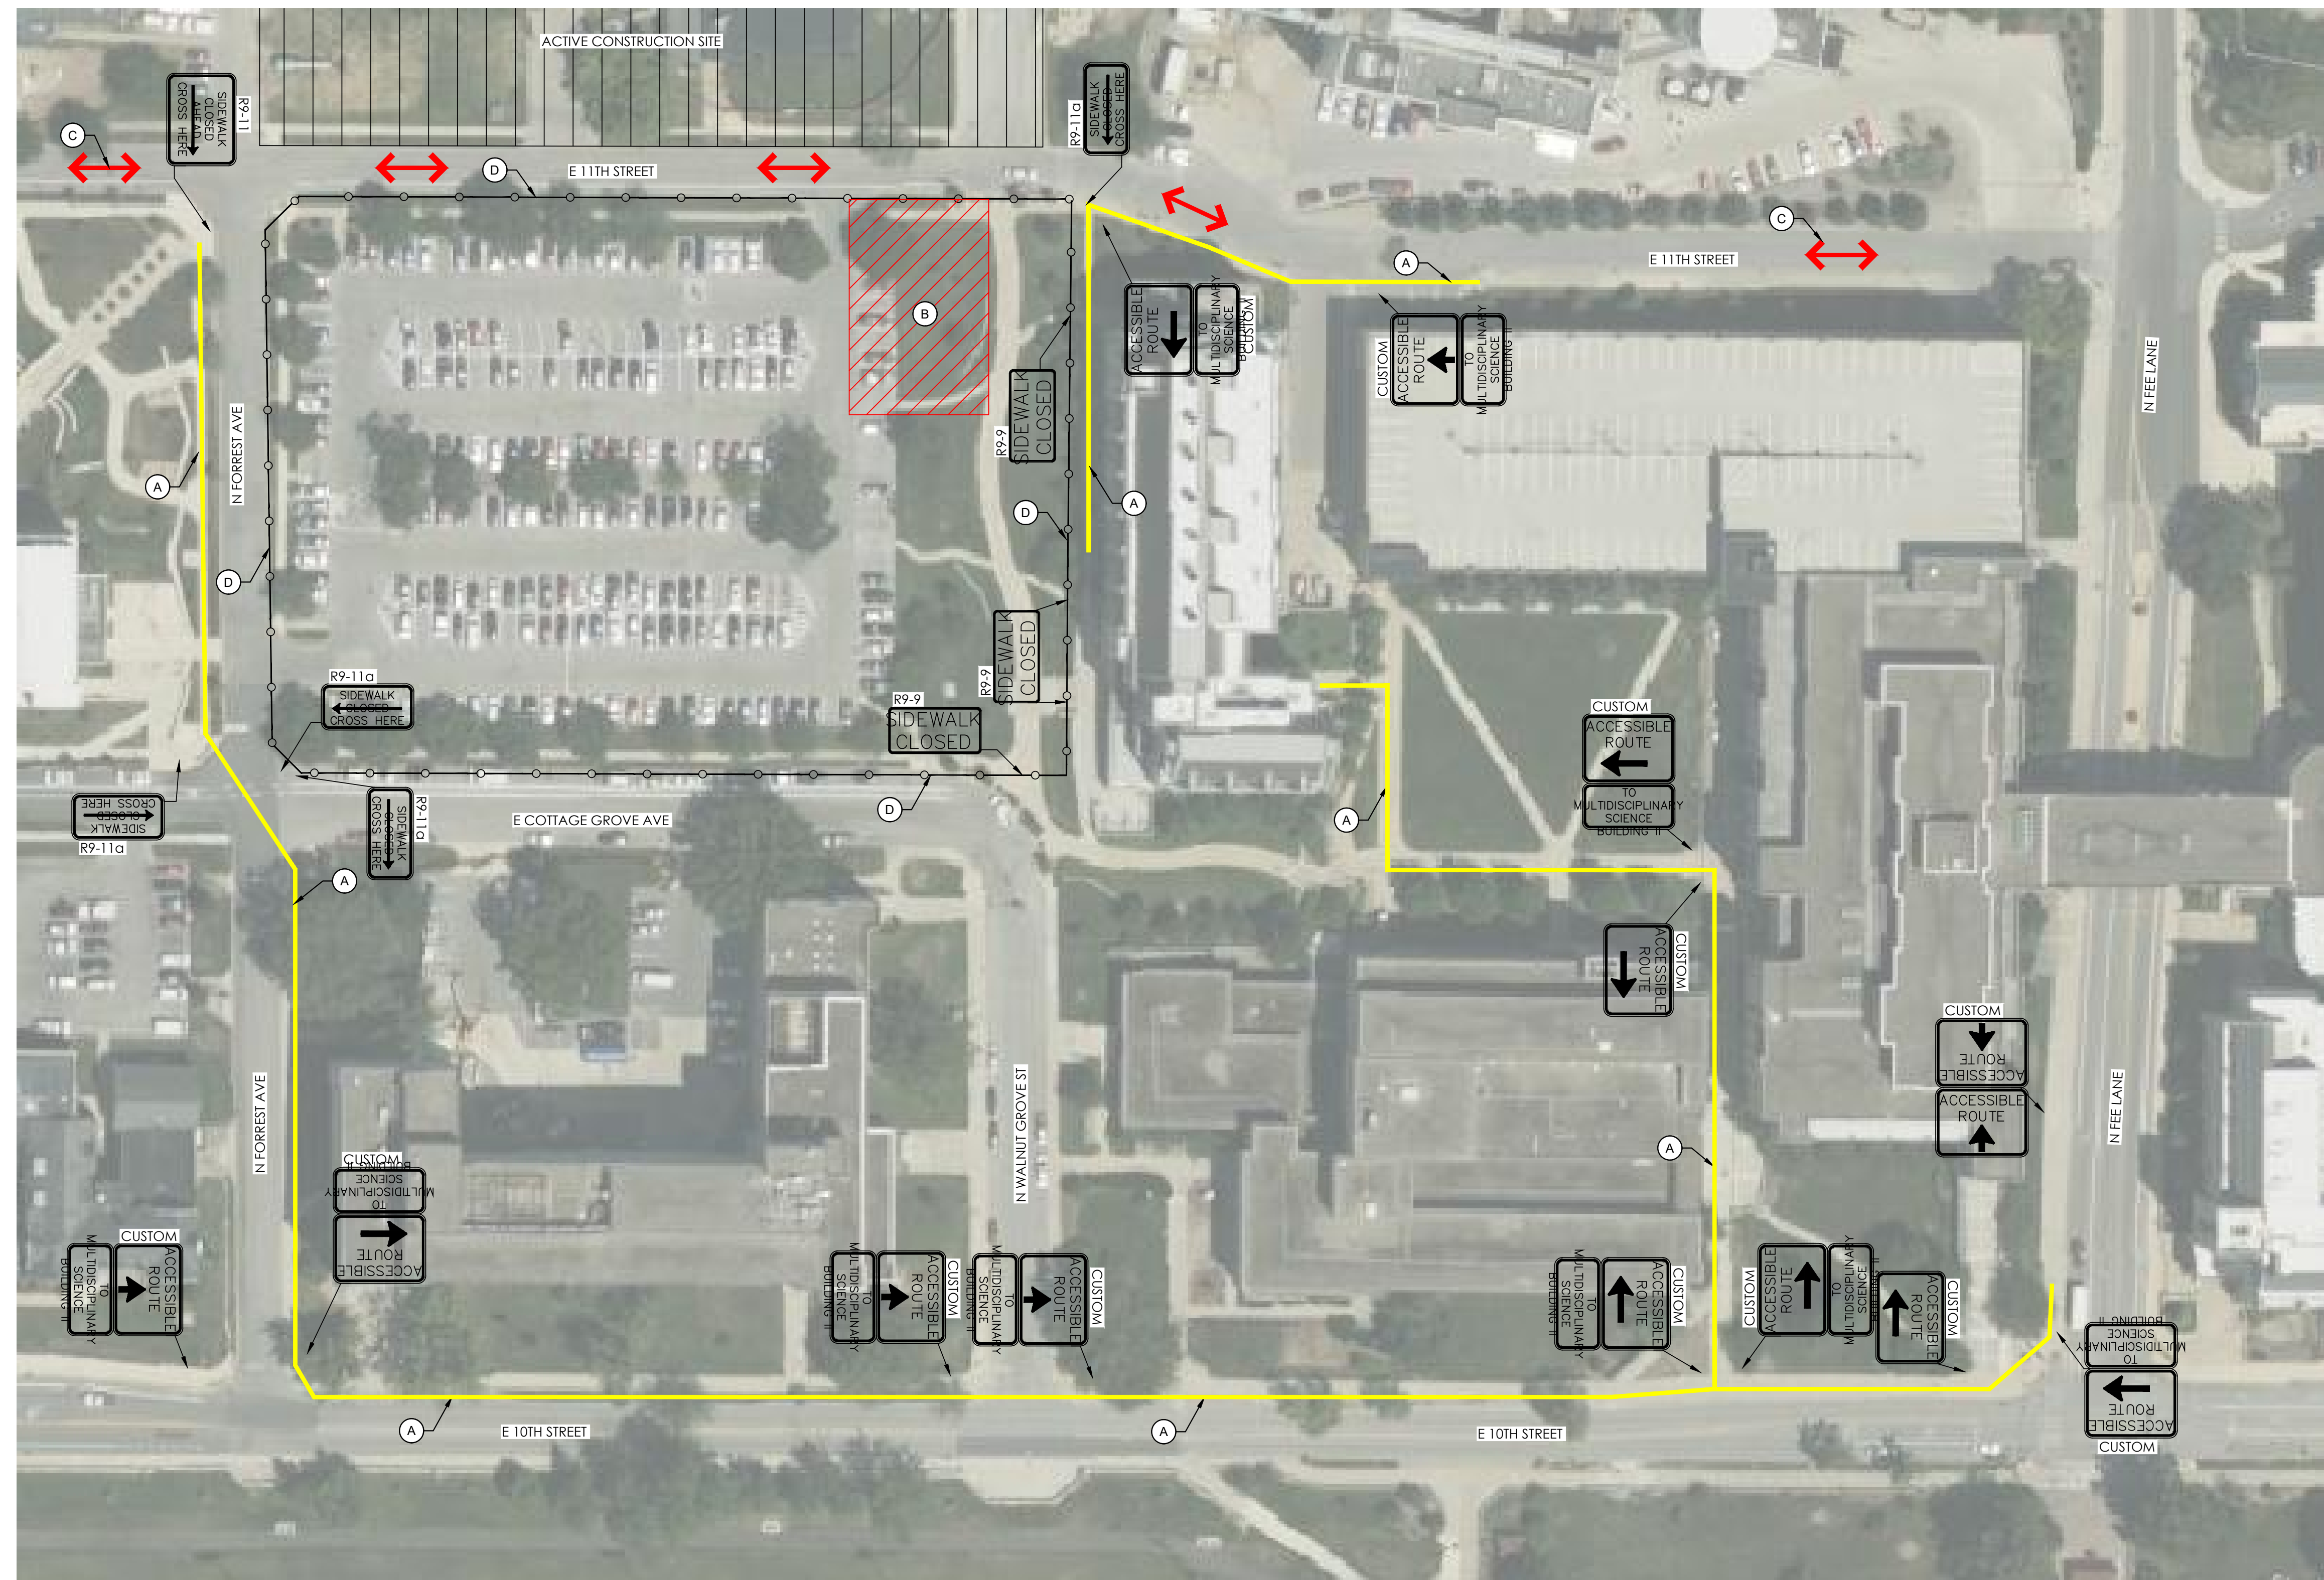 ACTIVE CONSTRUCTION SITE
SIDEWALK
CLOSED
AHEAD
CROSS HERE
R9-11
R9-11a
SIDEWALK
CLOSED
CROSS HERE
C
D
E 11TH STREET
C
A
E 11TH STREET
B
ACCESSIBLE
ROUTE
TO
MULTIDISCIPLINARY
SCIENCE
BUILDING II
CUSTOM
CUSTOM
ACCESSIBLE
ROUTE
TO
MULTIDISCIPLINARY
SCIENCE
BUILDING II
N FEE LANE
R9-9
SIDEWALK
CLOSED
N FORREST AVE
A
A
D
D
R9-9
SIDEWALK
CLOSED
R9-11a
SIDEWALK
CLOSED
CROSS HERE
R9-9
SIDEWALK
CLOSED
CUSTOM
ACCESSIBLE
ROUTE
TO
MULTIDISCIPLINARY
SCIENCE
BUILDING II
SIDEWALK
CLOSED
CROSS HERE
R9-11a
SIDEWALK
CLOSED
CROSS HERE
R9-11a
E COTTAGE GROVE AVE
D
A
A
ACCESSIBLE
ROUTE
CUSTOM
CUSTOM
ACCESSIBLE
ROUTE
ACCESSIBLE
ROUTE
N FORREST AVE
N WALNUT GROVE ST
A
N FEE LANE
CUSTOM
ACCESSIBLE
ROUTE
TO
MULTIDISCIPLINARY
SCIENCE
BUILDING II
CUSTOM
ACCESSIBLE
ROUTE
TO
MULTIDISCIPLINARY
SCIENCE
BUILDING II
CUSTOM
ACCESSIBLE
ROUTE
TO
MULTIDISCIPLINARY
SCIENCE
BUILDING II
CUSTOM
ACCESSIBLE
ROUTE
TO
MULTIDISCIPLINARY
SCIENCE
BUILDING II
CUSTOM
ACCESSIBLE
ROUTE
TO
MULTIDISCIPLINARY
SCIENCE
BUILDING II
CUSTOM
CUSTOM
ACCESSIBLE
ROUTE
TO
MULTIDISCIPLINARY
SCIENCE
BUILDING II
ACCESSIBLE
ROUTE
CUSTOM
ACCESSIBLE
ROUTE
TO
MULTIDISCIPLINARY
SCIENCE
BUILDING II
CUSTOM
A
E 10TH STREET
A
E 10TH STREET